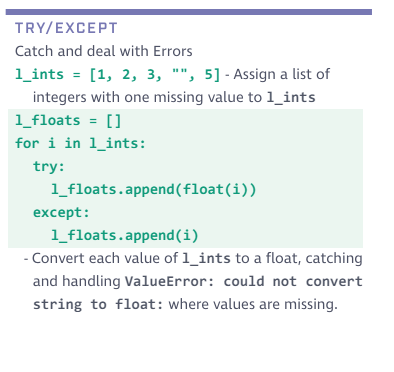 TRY/EXCEPT
Catch and deal with Errors
l_ints = [1, 2, 3, "", 5] - Assign a list of
integers with one missing value to l_ints
l_floats = []
for i in l_ints:
try:
l_floats.append(float(i))
except:
l_floats.append(i)
- Convert each value of l_ints to a float, catching
and handling ValueError: could not convert
string to float: where values are missing.